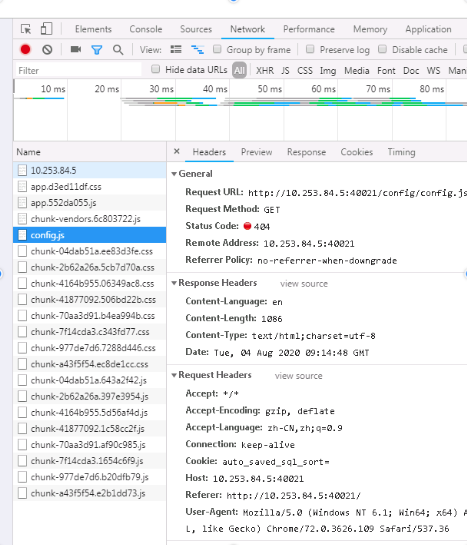 Elements Network Performance Memory Application
View: Group by frame Preserve log Disable cache
Filter Hide data URLs All XHR JS CSS Img Media Font Doc WS Man
10 ms 20 ms 30 ms 40 ms 50 ms 60 ms 70 ms 80 ms
Name
10.253.84.5
app.d3ed11df.css
app.552da055.js
chunk-vendors.6c803722.js
config.js
chunk-04dab51a.ee83d3fe.css
chunk-2b62a26a.5cb7d70a.css
chunk-4164b955.06349ac8.css
chunk-41877092.506bd22b.css
chunk-70aa3d91.b4ea994b.css
chunk-7f14cda3.c343fd77.css
chunk-977de7d6.7288d446.css
chunk-a43f5f54.ec8de1cc.css
chunk-04dab51a.643a2f42.js
chunk-2b62a26a.397e3954.js
chunk-4164b955.5d56af4d.js
chunk-41877092.1c58cc2f.js
chunk-70aa3d91.af90c985.js
chunk-7f14cda3.1654c6f9.js
chunk-977de7d6.b20dfb79.js
chunk-a43f5f54.e2b1dd73.js
× Headers Preview Response Cookies Timing
General
Request URL: http://10.253.84.5:40021/config/config.js
Request Method: GET
Status Code: 404
Remote Address: 10.253.84.5:40021
Referrer Policy: no-referrer-when-downgrade
Response Headers view source
Content-Language: en
Content-Length: 1086
Content-Type: text/html;charset=utf-8
Date: Tue, 04 Aug 2020 09:14:48 GMT
Request Headers view source
Accept: */*
Accept-Encoding: gzip, deflate
Accept-Language: zh-CN,zh;q=0.9
Connection: keep-alive
Cookie: auto_saved_sql_sort=
Host: 10.253.84.5:40021
Referer: http://10.253.84.5:40021/
User-Agent: Mozilla/5.0 (Windows NT 6.1; Win64; x64) A
L, like Gecko) Chrome/72.0.3626.109 Safari/537.36